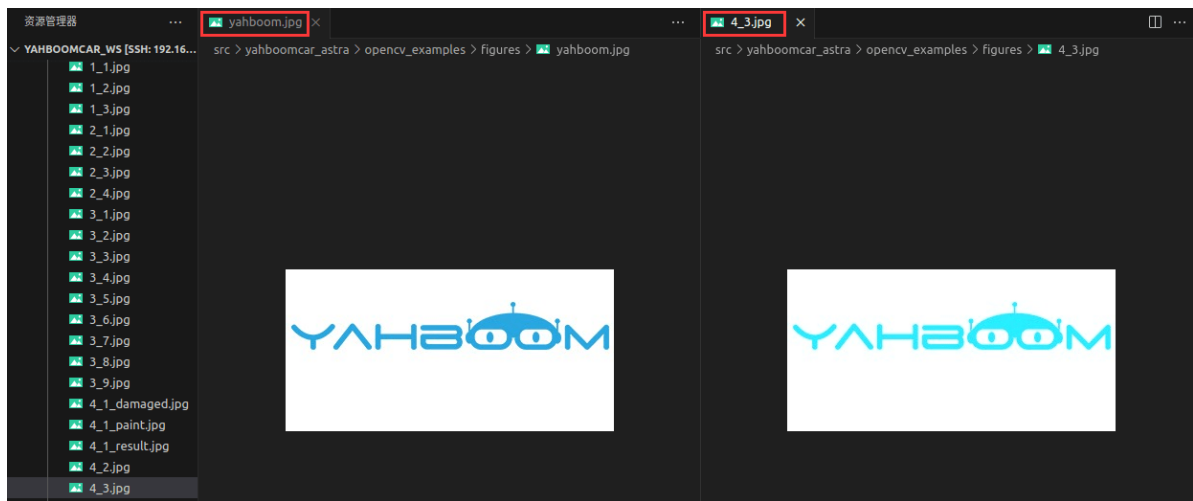 资源管理器 ...
YAHBOOMCAR_WS [SSH: 192.16...
1_1.jpg
1_2.jpg
1_3.jpg
2_1.jpg
2_2.jpg
2_3.jpg
2_4.jpg
3_1.jpg
3_2.jpg
3_3.jpg
3_4.jpg
3_5.jpg
3_6.jpg
3_7.jpg
3_8.jpg
3_9.jpg
4_1_damaged.jpg
4_1_paint.jpg
4_1_result.jpg
4_2.jpg
4_3.jpg
yahboom.jpg
src > yahboomcar_astra > opencv_examples > figures > yahboom.jpg
YAHBOOM
4_3.jpg
src > yahboomcar_astra > opencv_examples > figures > 4_3.jpg
YAHBOOM